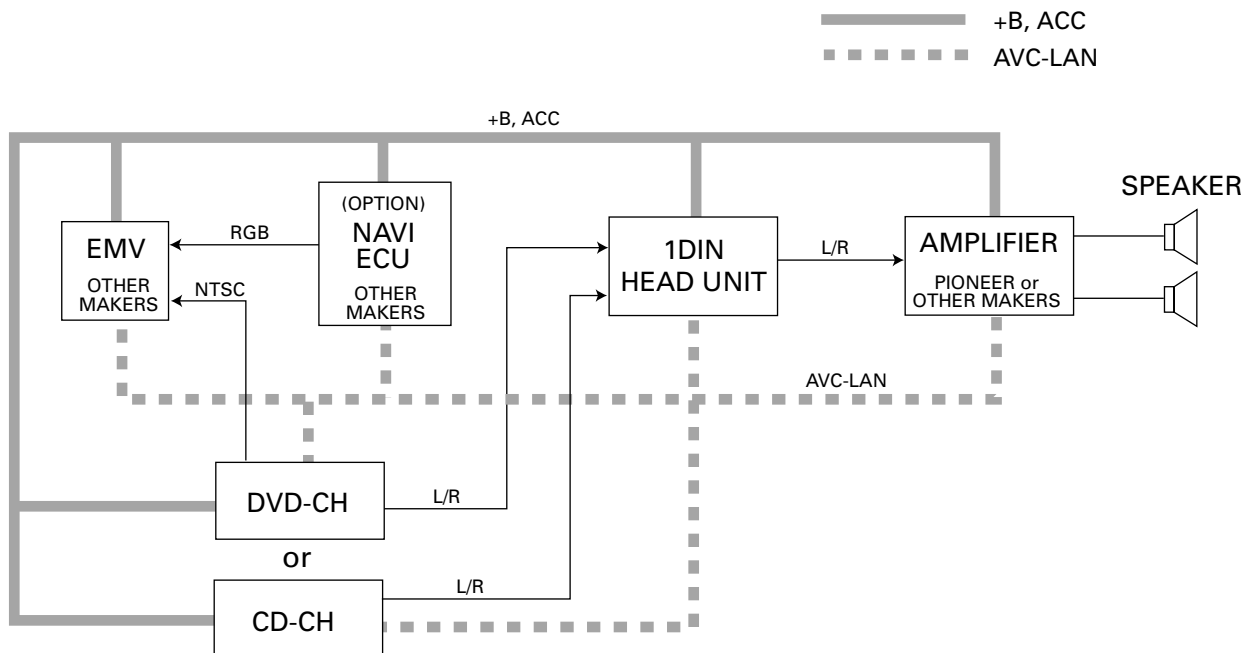 +B, ACC
AVC-LAN
+B, ACC
SPEAKER
EMV
OTHER
MAKERS
RGB
NTSC
(OPTION)
NAVI
ECU
OTHER
MAKERS
1DIN
HEAD UNIT
L/R
AMPLIFIER
PIONEER or
OTHER MAKERS
AVC-LAN
DVD-CH
L/R
or
CD-CH
L/R